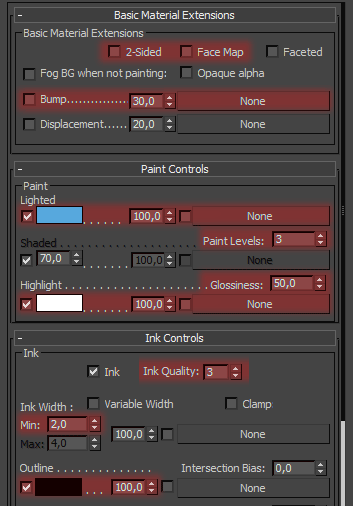 - Basic Material Extensions
Basic Material Extensions
2-Sided Face Map Faceted
Fog BG when not painting: Opaque alpha
Bump.............. 30,0 None
Displacement...... 20,0 None
- Paint Controls
Paint
Lighted
...... 100,0 None
Shaded .................... Paint Levels: 3
70,0 ...... 100,0 None
Highlight .................... Glossiness: 50,0
...... 100,0 None
- Ink Controls
Ink
Ink Ink Quality: 3
Ink Width : Variable Width Clamp
Min: 2,0
Max: 4,0 100,0 None
Outline .............. Intersection Bias: 0,0
... 100,0 None